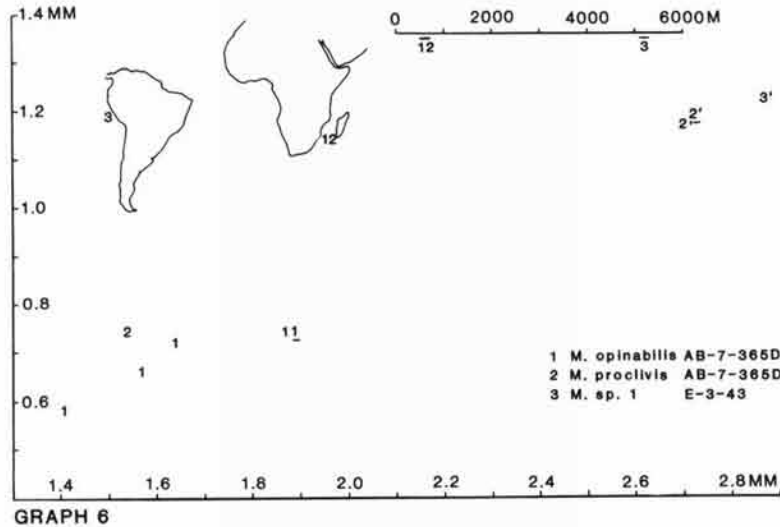 1.4 MM
0 2000 4000 6000 M
12 3
1.2
3
12
3'
2'
2'
1.0
0.8
2
1
11
1
0.6
1
1 M. opinabilis AB-7-365D
2 M. proclivis AB-7-365D
3 M. sp. 1 E-3-43
1.4 1.6 1.8 2.0 2.2 2.4 2.6 2.8 MM
GRAPH 6